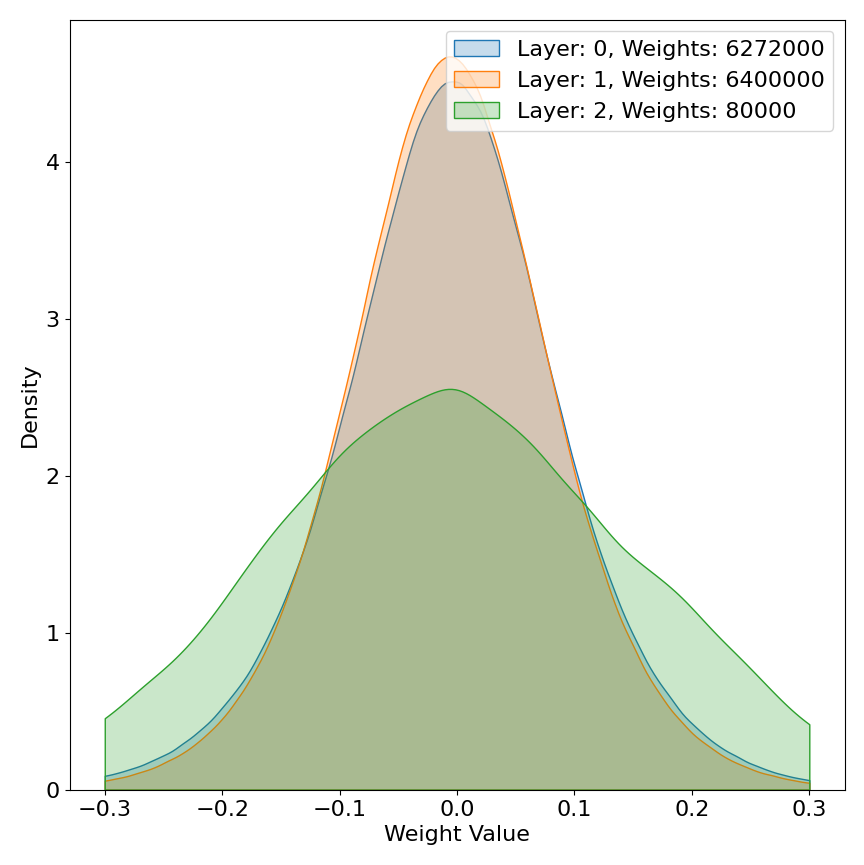 Layer: 0, Weights: 6272000
Layer: 1, Weights: 6400000
Layer: 2, Weights: 80000
Density
4
3
2
1
0
−0.3 −0.2 −0.1 0.0 0.1 0.2 0.3
Weight Value